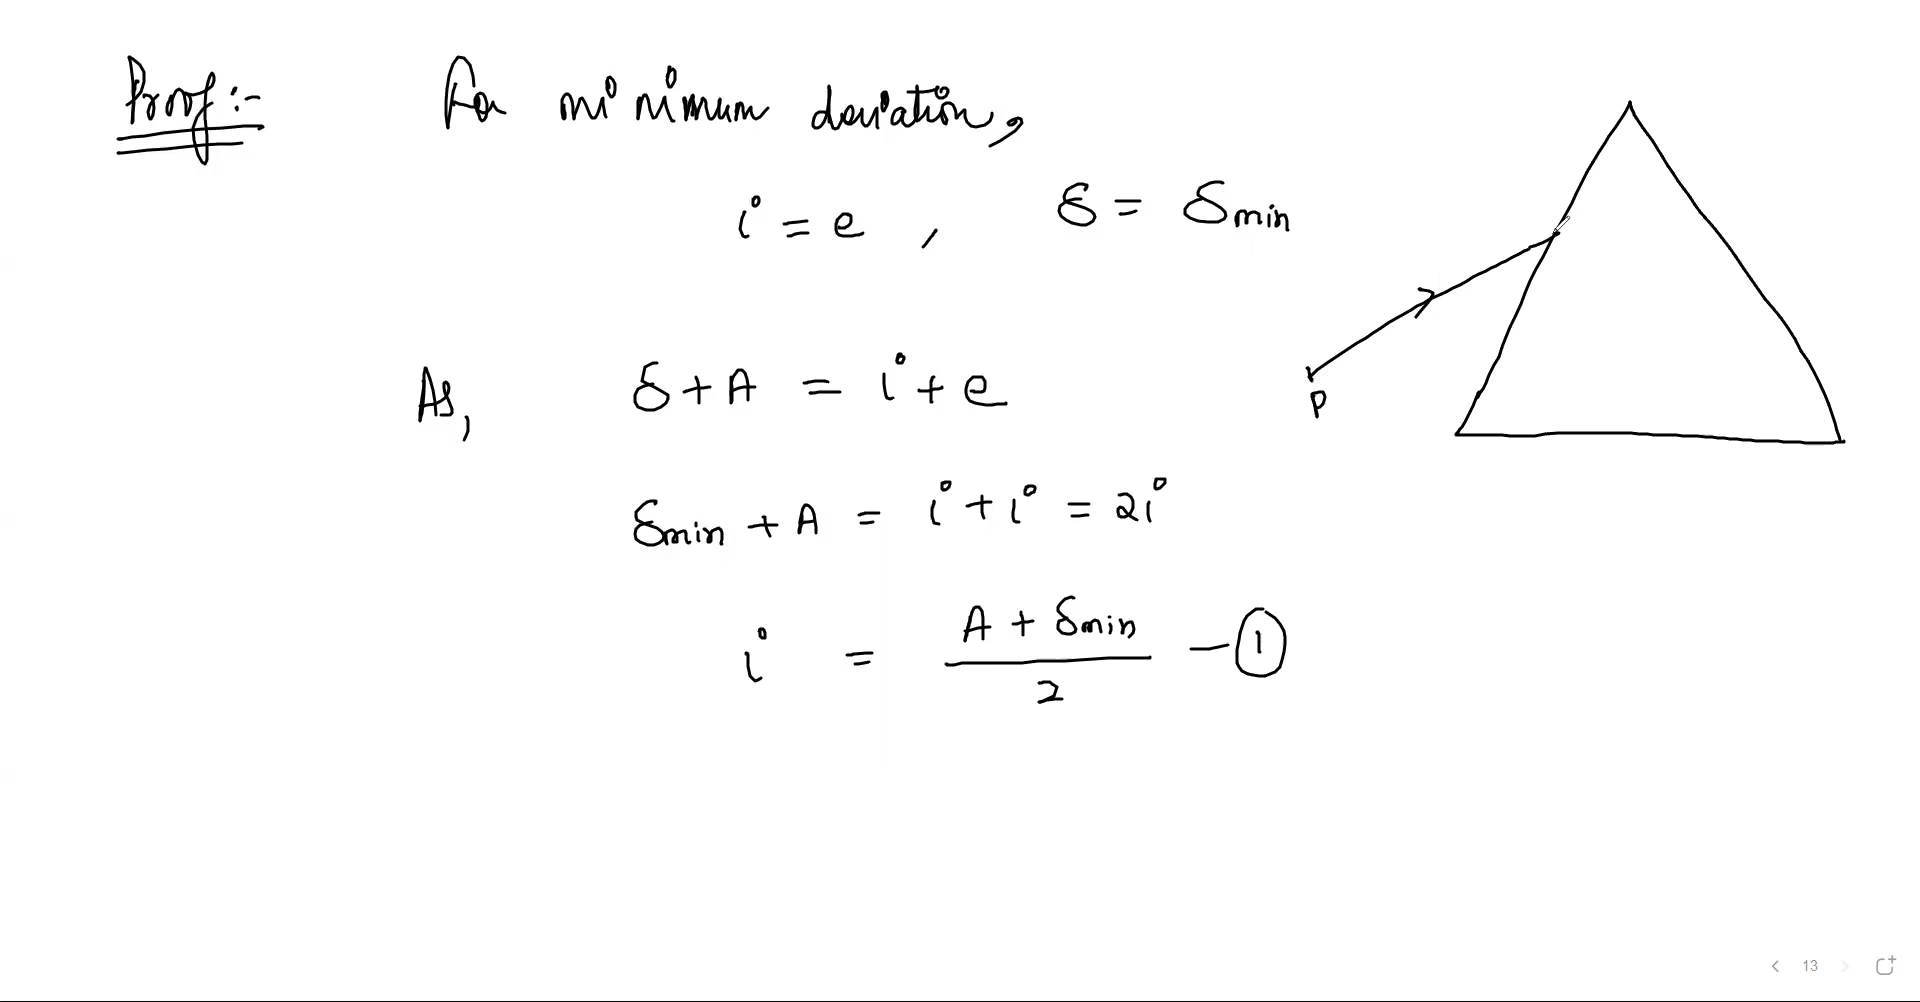 Proof :-
For minimum deviation,
i = e , δ = δmin
P
As, δ + A = i + e
δmin + A = i + i = 2i
i = A + δmin / 2 — ①
13